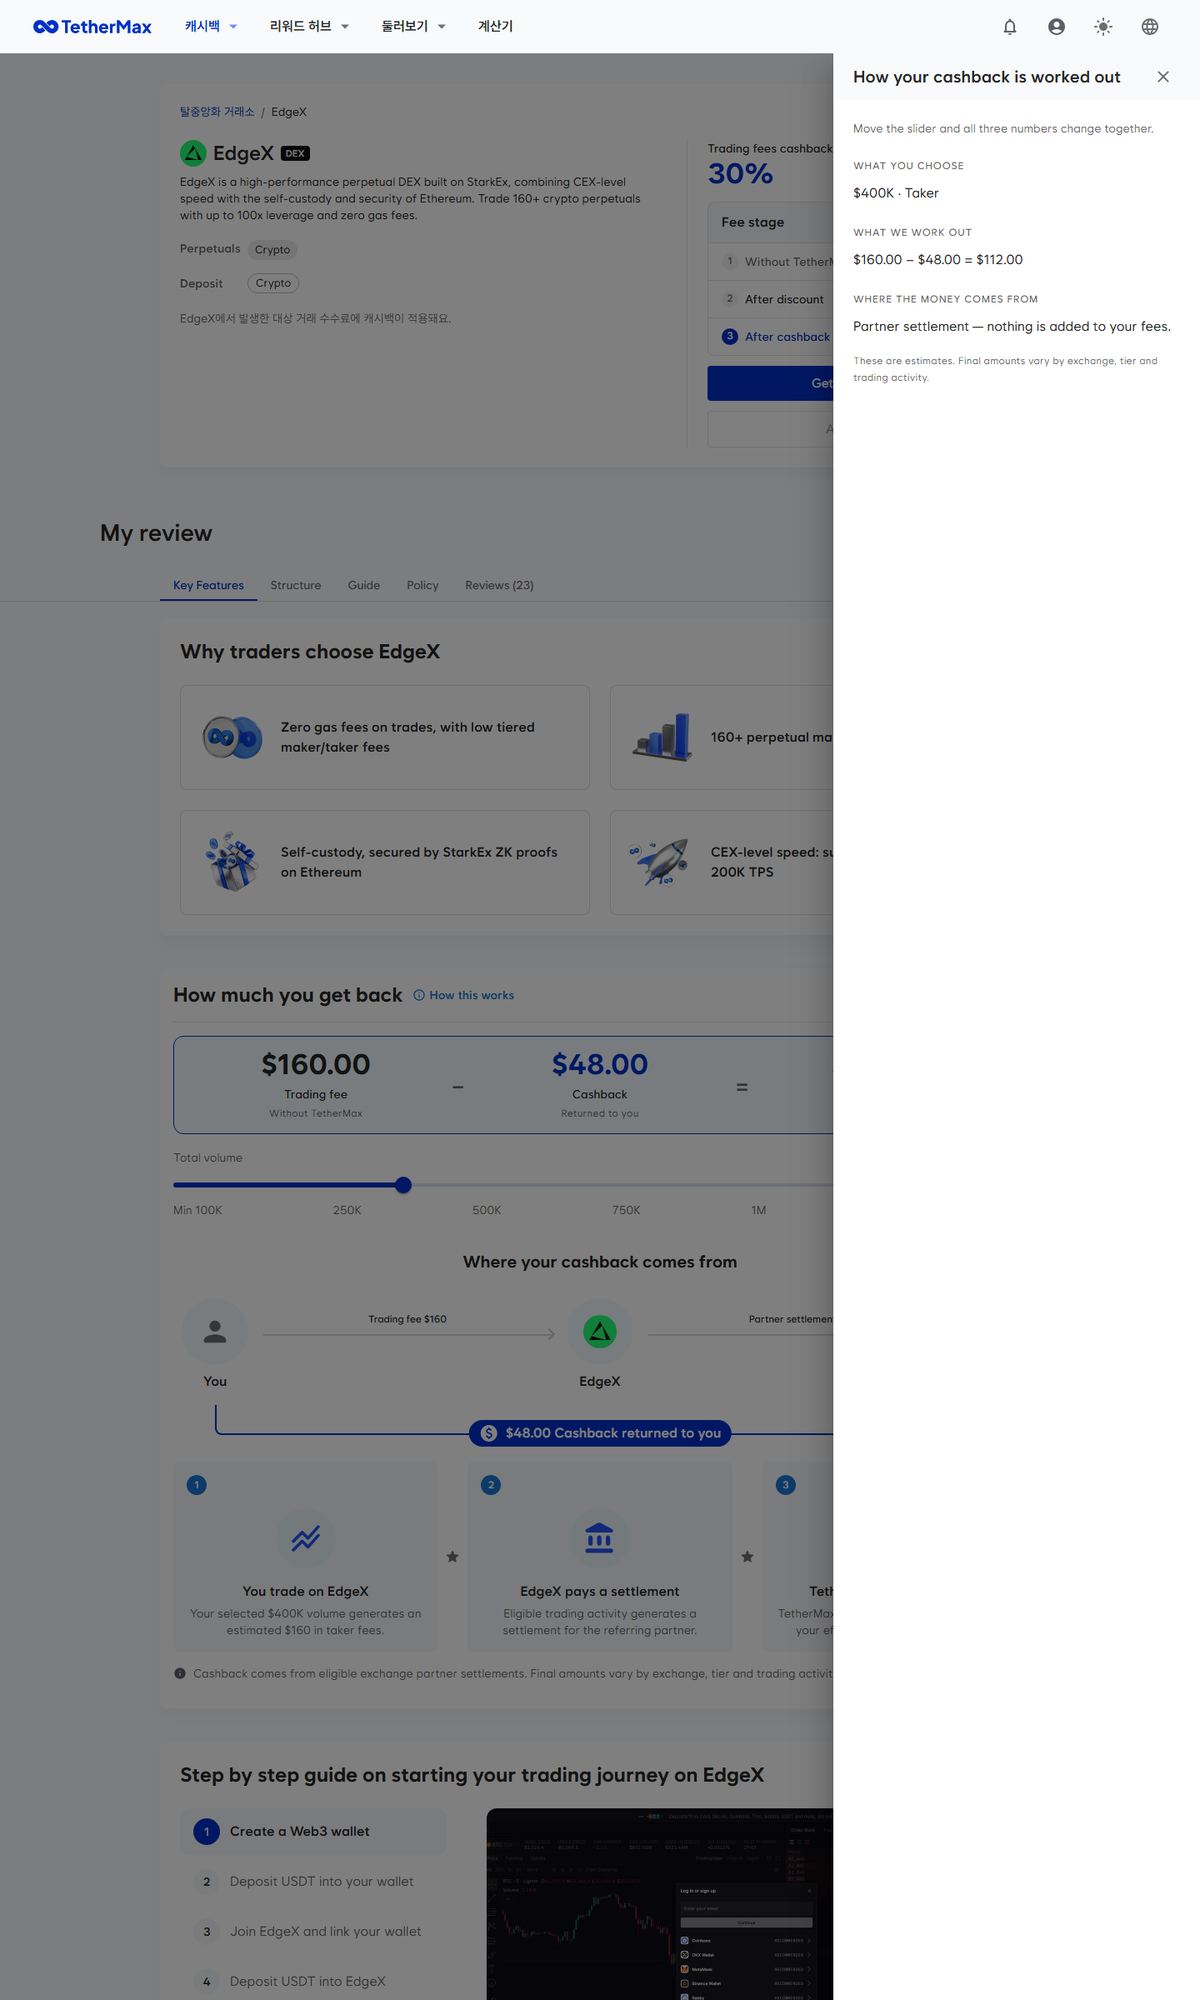 TetherMax 캐시백 리워드 허브 둘러보기 계산기
탈중앙화 거래소 / EdgeX
EdgeX DEX
EdgeX is a high-performance perpetual DEX built on StarkEx, combining CEX-level
speed with the self-custody and security of Ethereum. Trade 160+ crypto perpetuals
with up to 100x leverage and zero gas fees.
Perpetuals Crypto
Deposit Crypto
EdgeX에서 발생한 대상 거래 수수료에 캐시백이 적용돼요.
Trading fees cashback
30%
Fee stage
1 Without TetherM
2 After discount
3 After cashback
Get
A
My review
Key Features Structure Guide Policy Reviews (23)
Why traders choose EdgeX
Zero gas fees on trades, with low tiered
maker/taker fees
160+ perpetual ma
Self-custody, secured by StarkEx ZK proofs
on Ethereum
CEX-level speed: su
200K TPS
How much you get back How this works
$160.00 − $48.00 =
Trading fee Cashback
Without TetherMax Returned to you
Total volume
Min 100K 250K 500K 750K 1M
Where your cashback comes from
Trading fee $160 Partner settlement
You EdgeX
$48.00 Cashback returned to you
1 2 3
You trade on EdgeX
Your selected $400K volume generates an
estimated $160 in taker fees.
EdgeX pays a settlement
Eligible trading activity generates a
settlement for the referring partner.
Teth
TetherMax
your ef
Cashback comes from eligible exchange partner settlements. Final amounts vary by exchange, tier and trading activit
Step by step guide on starting your trading journey on EdgeX
1 Create a Web3 wallet
2 Deposit USDT into your wallet
3 Join EdgeX and link your wallet
4 Deposit USDT into EdgeX
Log in or sign up
Enter your email
Continue
Coinbase
OKX Wallet
MetaMask
Binance Wallet
Rabby
How your cashback is worked out
Move the slider and all three numbers change together.
WHAT YOU CHOOSE
$400K · Taker
WHAT WE WORK OUT
$160.00 − $48.00 = $112.00
WHERE THE MONEY COMES FROM
Partner settlement — nothing is added to your fees.
These are estimates. Final amounts vary by exchange, tier and
trading activity.